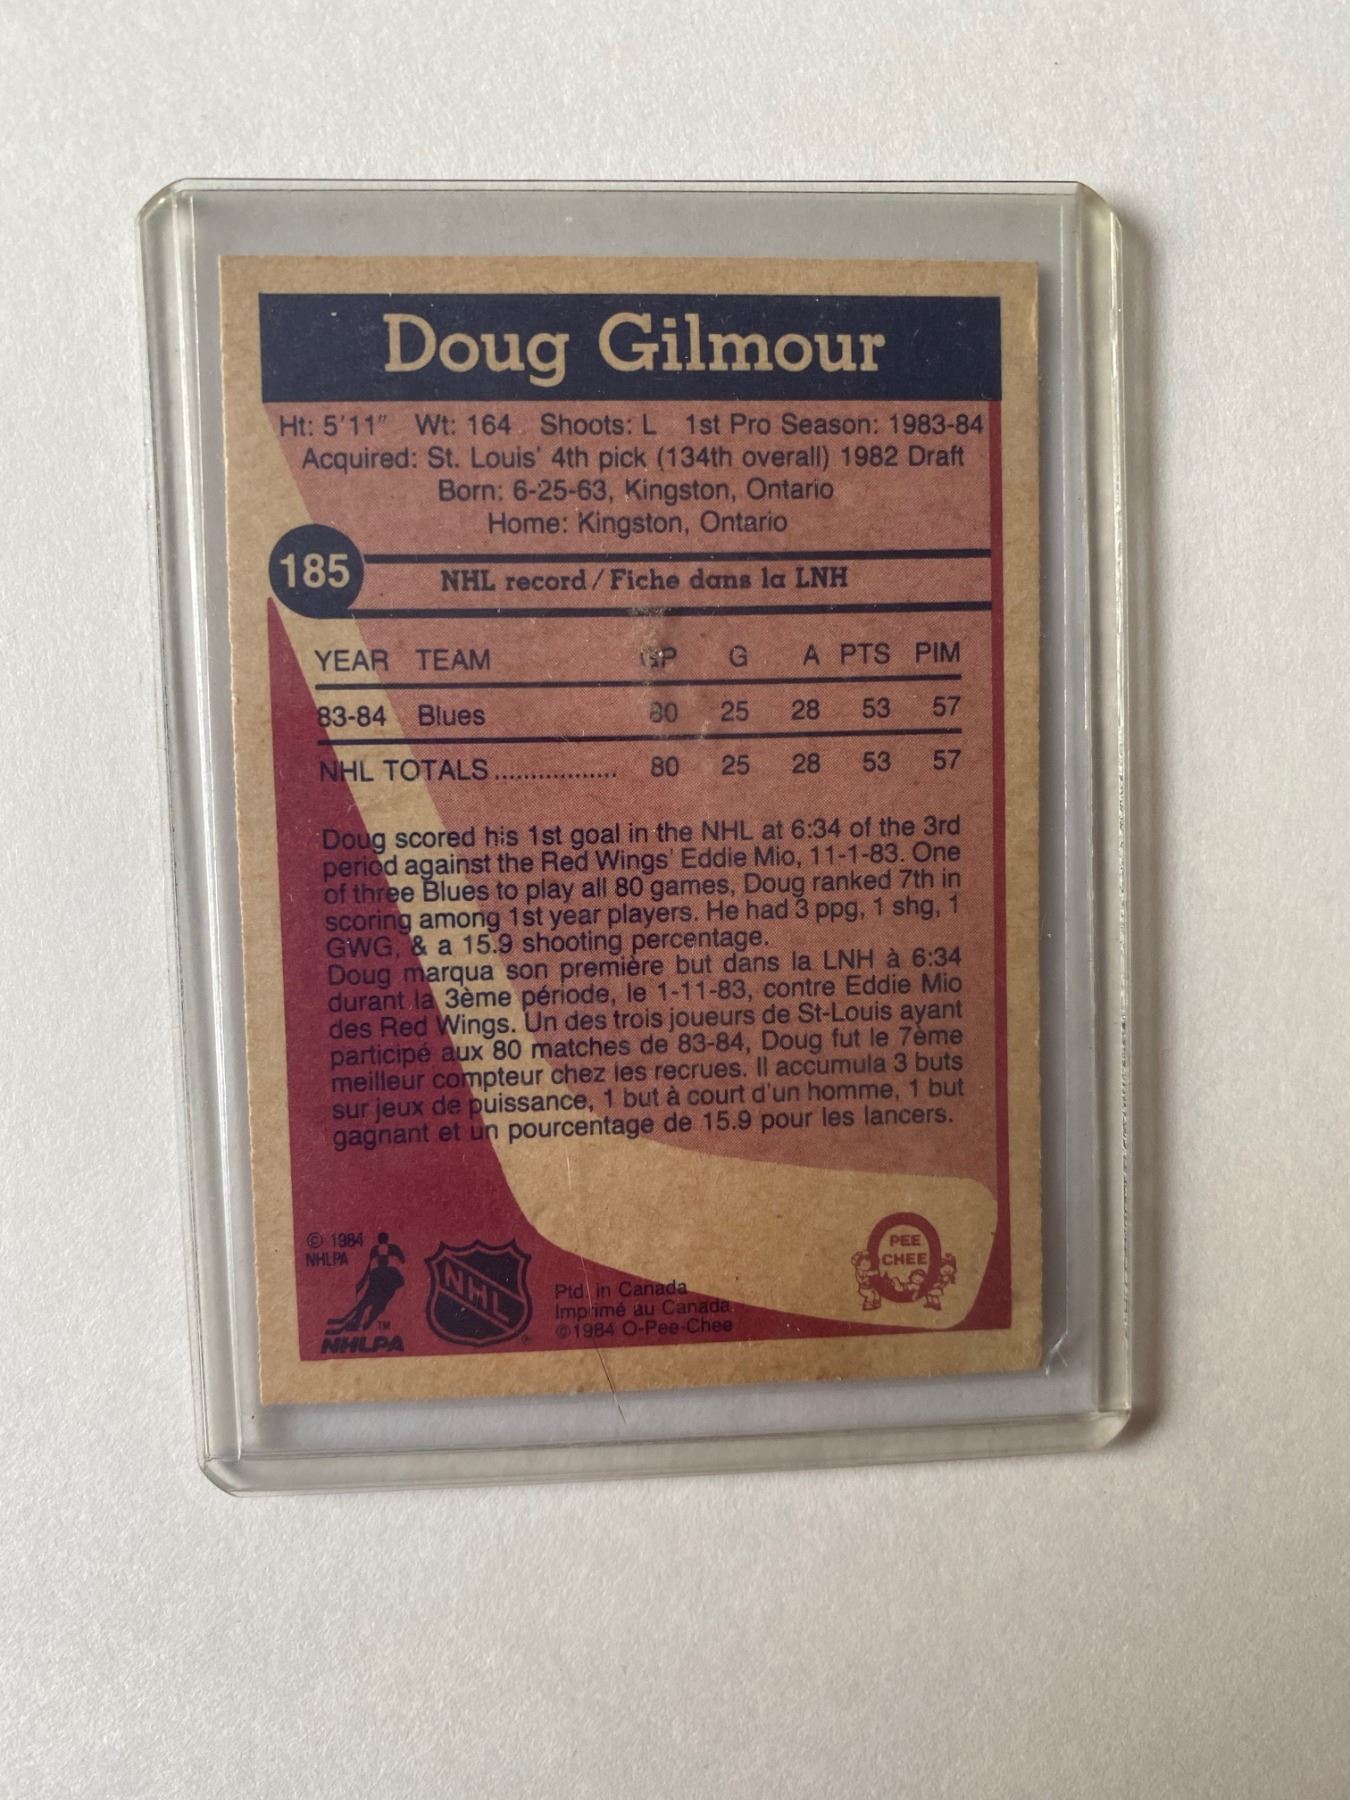 Doug Gilmour
Ht: 5'11" Wt: 164 Shoots: L 1st Pro Season: 1983-84
Acquired: St. Louis' 4th pick (134th overall) 1982 Draft
Born: 6-25-63, Kingston, Ontario
Home: Kingston, Ontario
185
NHL record / Fiche dans la LNH
YEAR TEAM GP G A PTS PIM
83-84 Blues 80 25 28 53 57
NHL TOTALS................. 80 25 28 53 57
Doug scored his 1st goal in the NHL at 6:34 of the 3rd
period against the Red Wings' Eddie Mio, 11-1-83. One
of three Blues to play all 80 games, Doug ranked 7th in
scoring among 1st year players. He had 3 ppg, 1 shg, 1
GWG, & a 15.9 shooting percentage.
Doug marqua son première but dans la LNH à 6:34
durant la 3ème période, le 1-11-83, contre Eddie Mio
des Red Wings. Un des trois joueurs de St-Louis ayant
participé aux 80 matches de 83-84, Doug fut le 7ème
meilleur compteur chez les recrues. Il accumula 3 buts
sur jeux de puissance, 1 but à court d'un homme, 1 but
gagnant et un pourcentage de 15.9 pour les lancers.
© 1984
NHLPA
TM
NHLPA
NHL
®
Ptd. in Canada
Imprimé au Canada
©1984 O-Pee-Chee
PEE
CHEE